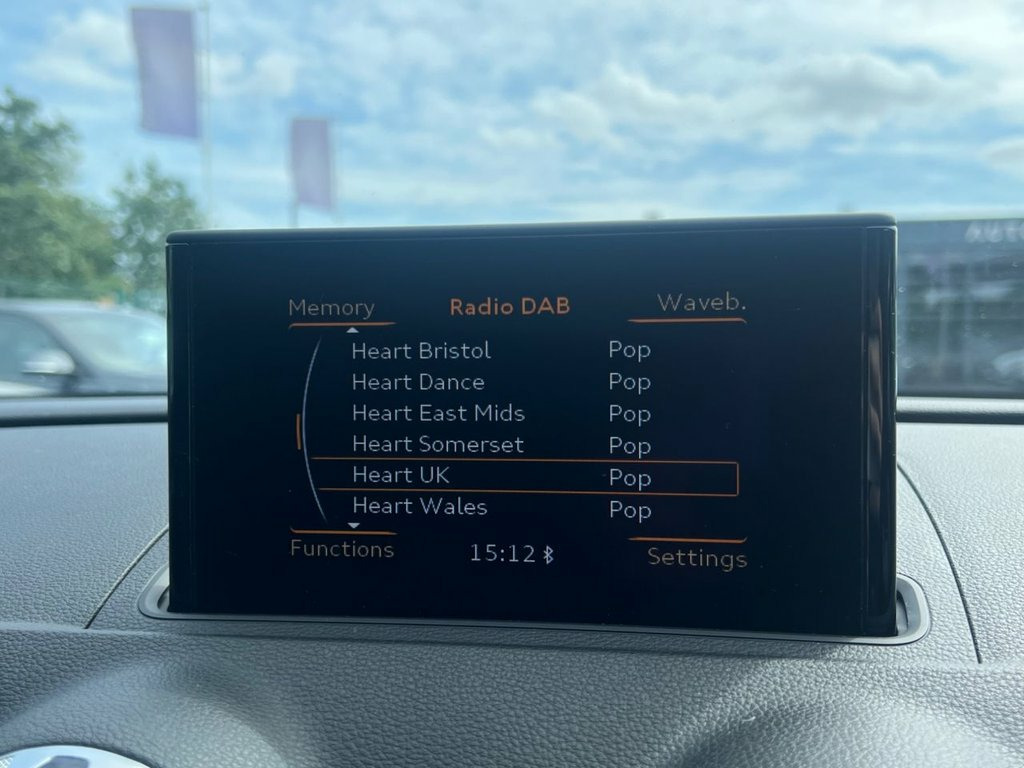 Memory Radio DAB Waveb.
Heart Bristol Pop
Heart Dance Pop
Heart East Mids Pop
Heart Somerset Pop
Heart UK Pop
Heart Wales Pop
Functions 15:12 Settings
AUTO